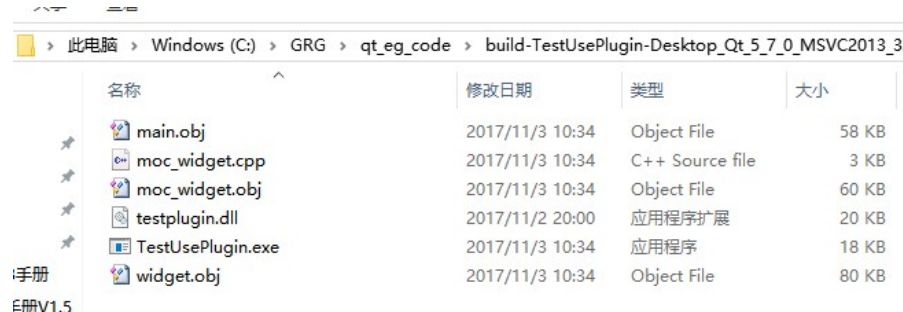 此电脑 > Windows (C:) > GRG > qt_eg_code > build-TestUsePlugin-Desktop_Qt_5_7_0_MSVC2013_3
名称 修改日期 类型 大小
main.obj 2017/11/3 10:34 Object File 58 KB
moc_widget.cpp 2017/11/3 10:34 C++ Source file 3 KB
moc_widget.obj 2017/11/3 10:34 Object File 60 KB
testplugin.dll 2017/11/2 20:00 应用程序扩展 20 KB
TestUsePlugin.exe 2017/11/3 10:34 应用程序 18 KB
手册 widget.obj 2017/11/3 10:34 Object File 80 KB
手册V1.5